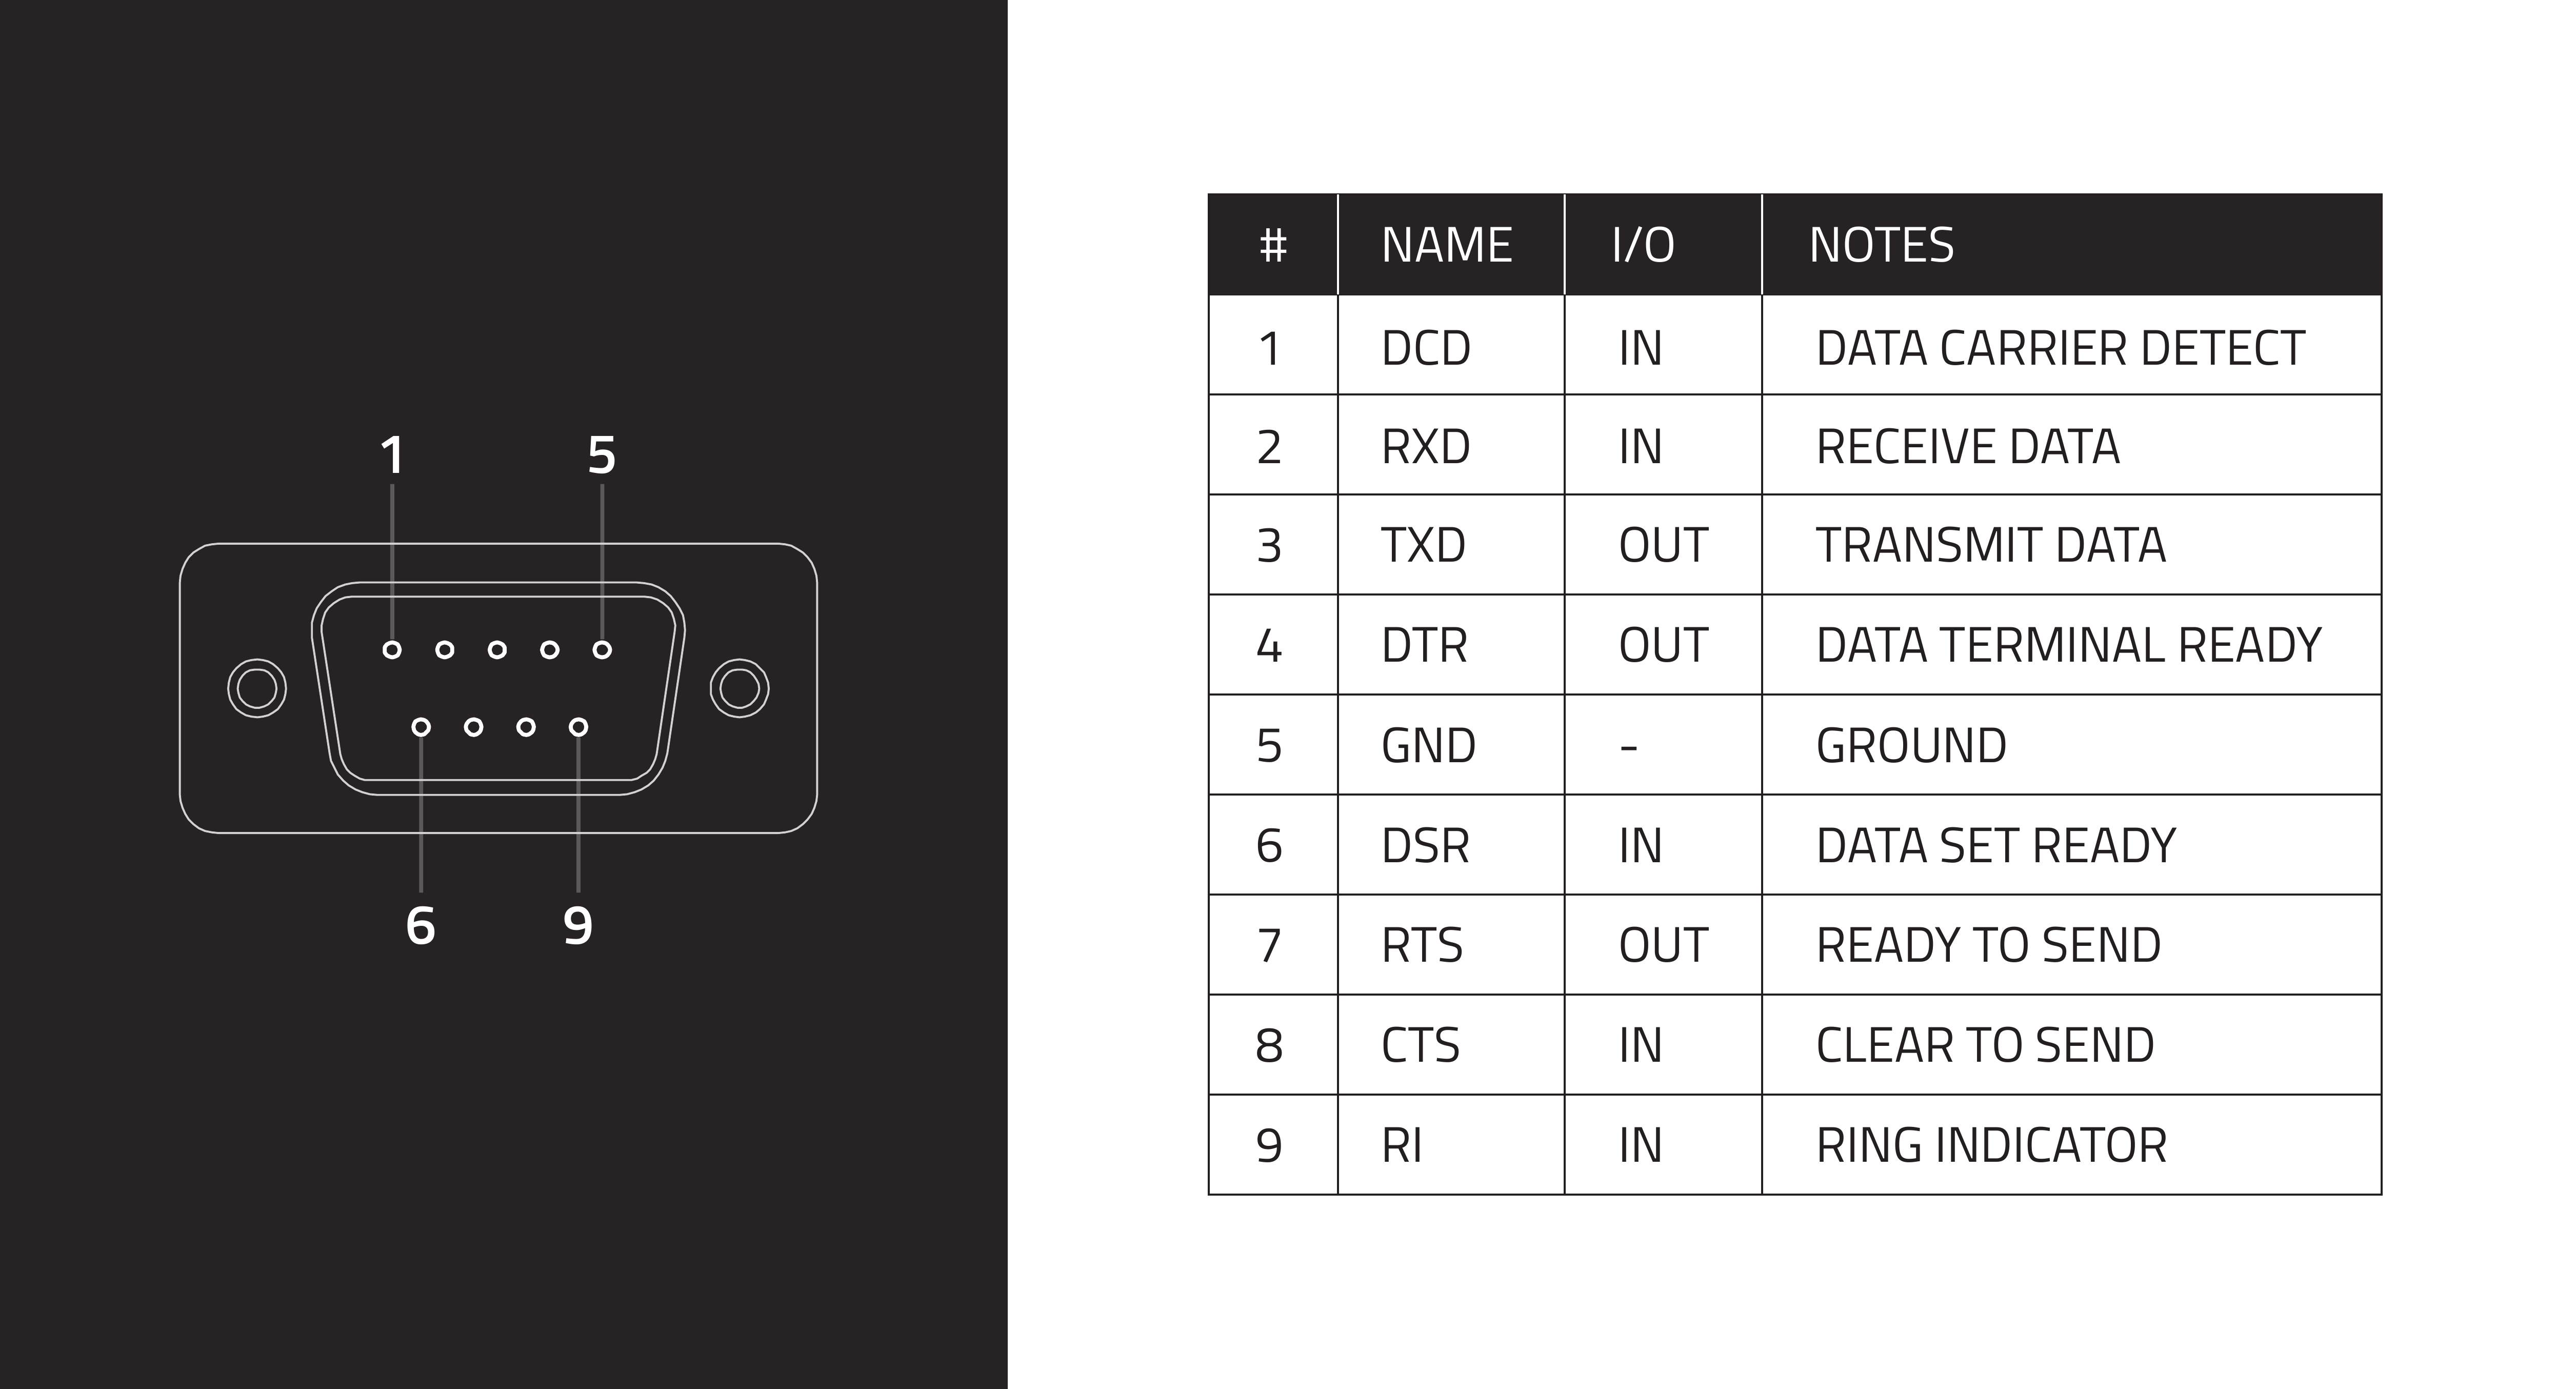 1 5
6 9
# NAME I/O NOTES
1 DCD IN DATA CARRIER DETECT
2 RXD IN RECEIVE DATA
3 TXD OUT TRANSMIT DATA
4 DTR OUT DATA TERMINAL READY
5 GND - GROUND
6 DSR IN DATA SET READY
7 RTS OUT READY TO SEND
8 CTS IN CLEAR TO SEND
9 RI IN RING INDICATOR